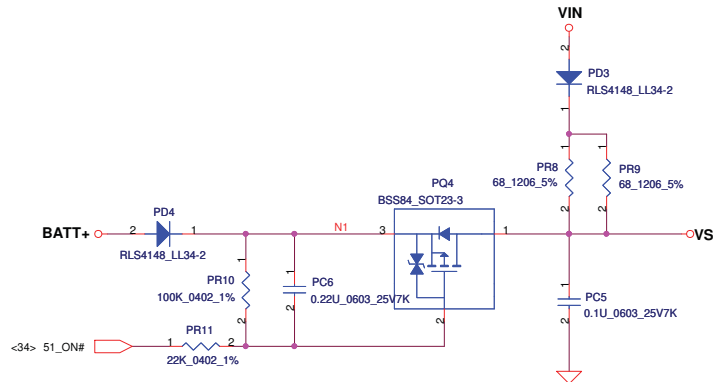 VIN
2
PD3
RLS4148_LL34-2
1
1
1
PR8
68_1206_5%
PR9
68_1206_5%
2
2
PQ4
BSS84_SOT23-3
BATT+
2
PD4
1
RLS4148_LL34-2
N1
3
1
VS
1
PR10
100K_0402_1%
2
1
PC6
0.22U_0603_25V7K
2
2
1
PC5
0.1U_0603_25V7K
2
<34> 51_ON#
1
PR11
2
22K_0402_1%